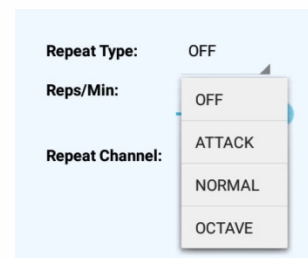 Repeat Type: OFF
Reps/Min:
OFF
ATTACK
Repeat Channel:
NORMAL
OCTAVE